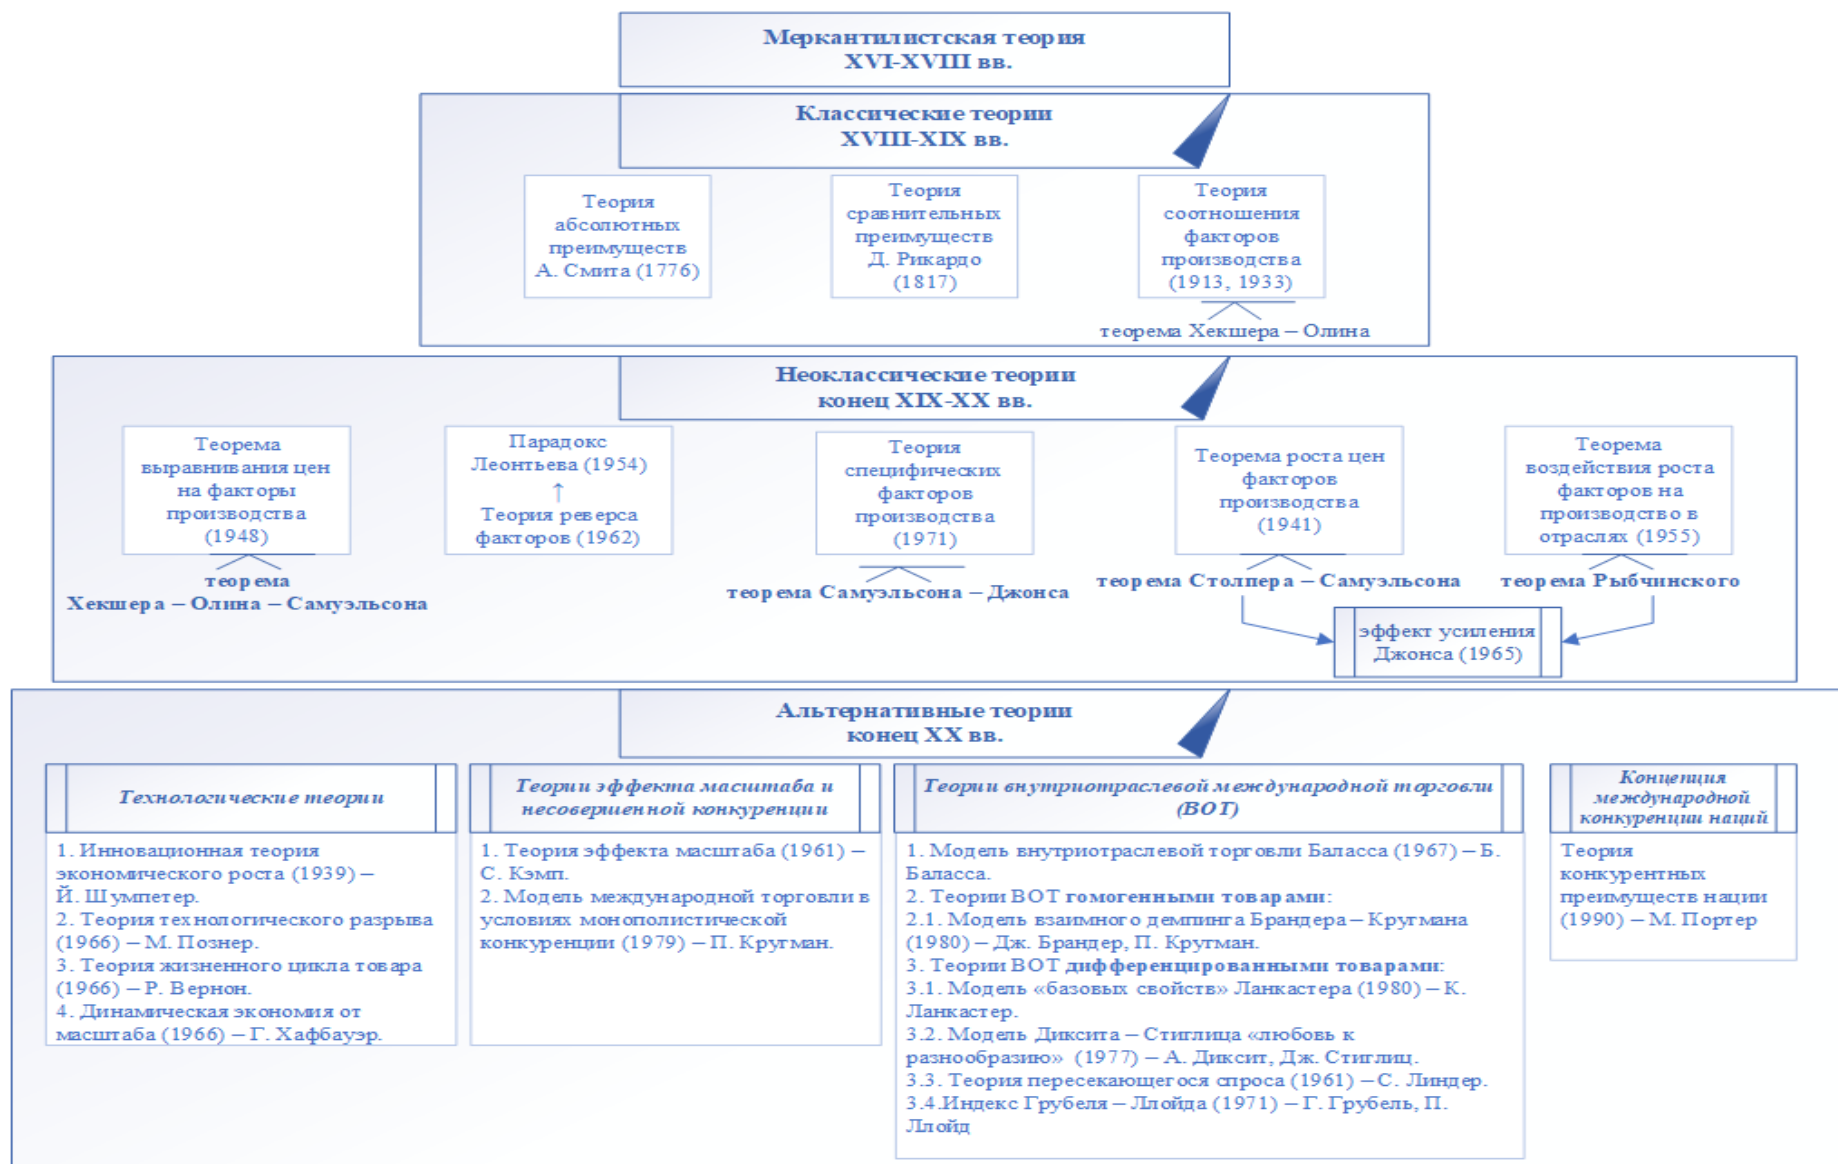 Меркантилистская теория
XVI-XVIII вв.
Классические теории
XVIII-XIX вв.
Теория
абсолютных
преимуществ
А. Смита (1776)
Теория
сравнительных
преимуществ
Д. Рикардо
(1817)
Теория
соотношения
факторов
производства
(1913, 1933)
теорема Хекшера – Олина
Неоклассические теории
конец XIX-XX вв.
Теорема
выравнивания цен
на факторы
производства
(1948)
теорема
Хекшера – Олина – Самуэльсона
Парадокс
Леонтьева (1954)
↑
Теория реверса
факторов (1962)
Теория
специфических
факторов
производства
(1971)
теорема Самуэльсона – Джонса
Теорема роста цен
факторов
производства
(1941)
теорема Столпера – Самуэльсона
Теорема
воздействия роста
факторов на
производство в
отраслях (1955)
теорема Рыбчинского
эффект усиления
Джонса (1965)
Альтернативные теории
конец XX вв.
Технологические теории
1. Инновационная теория
экономического роста (1939) –
Й. Шумпетер.
2. Теория технологического разрыва
(1966) – М. Познер.
3. Теория жизненного цикла товара
(1966) – Р. Вернон.
4. Динамическая экономия от
масштаба (1966) – Г. Хафбауэр.
Теории эффекта масштаба и
несовершенной конкуренции
1. Теория эффекта масштаба (1961) –
С. Кэмп.
2. Модель международной торговли в
условиях монополистической
конкуренции (1979) – П. Кругман.
Теории внутриотраслевой международной торговли
(ВОТ)
1. Модель внутриотраслевой торговли Баласса (1967) – Б.
Баласса.
2. Теории ВОТ гомогенными товарами:
2.1. Модель взаимного демпинга Брандера – Кругмана
(1980) – Дж. Брандер, П. Кругман.
3. Теории ВОТ дифференцированными товарами:
3.1. Модель «базовых свойств» Ланкастера (1980) – К.
Ланкастер.
3.2. Модель Диксита – Стиглица «любовь к
разнообразию» (1977) – А. Диксит, Дж. Стиглиц.
3.3. Теория пересекающегося спроса (1961) – С. Линдер.
3.4.Индекс Грубеля – Ллойда (1971) – Г. Грубель, П.
Ллойд
Концепция
международной
конкуренции наций
Теория
конкурентных
преимуществ нации
(1990) – М. Портер